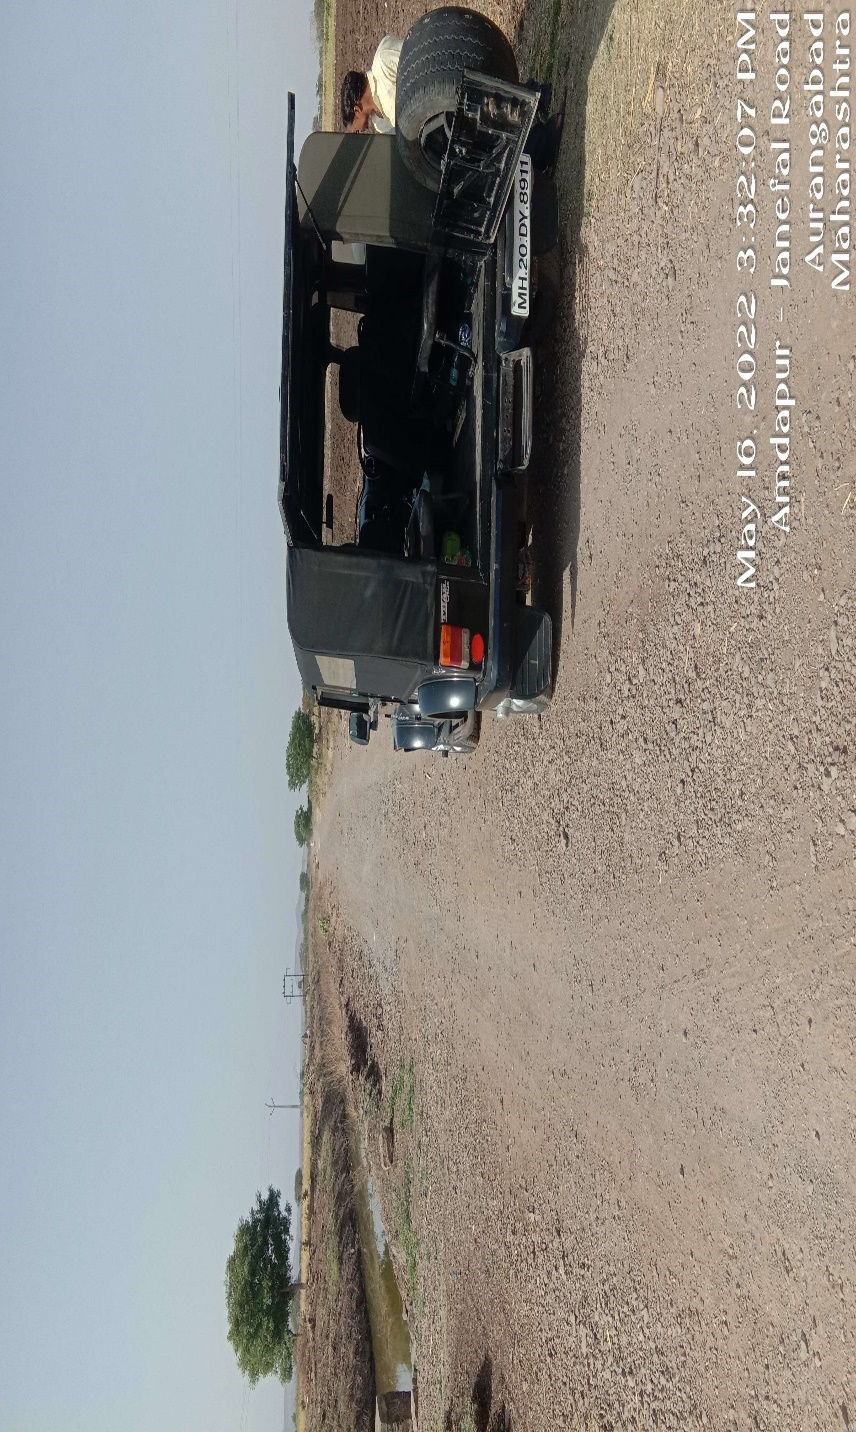 MH.20.DY.8911
May 16, 2022 3:32:07 PM
Amdapur - Janefal Road
Aurangabad
Maharashtra